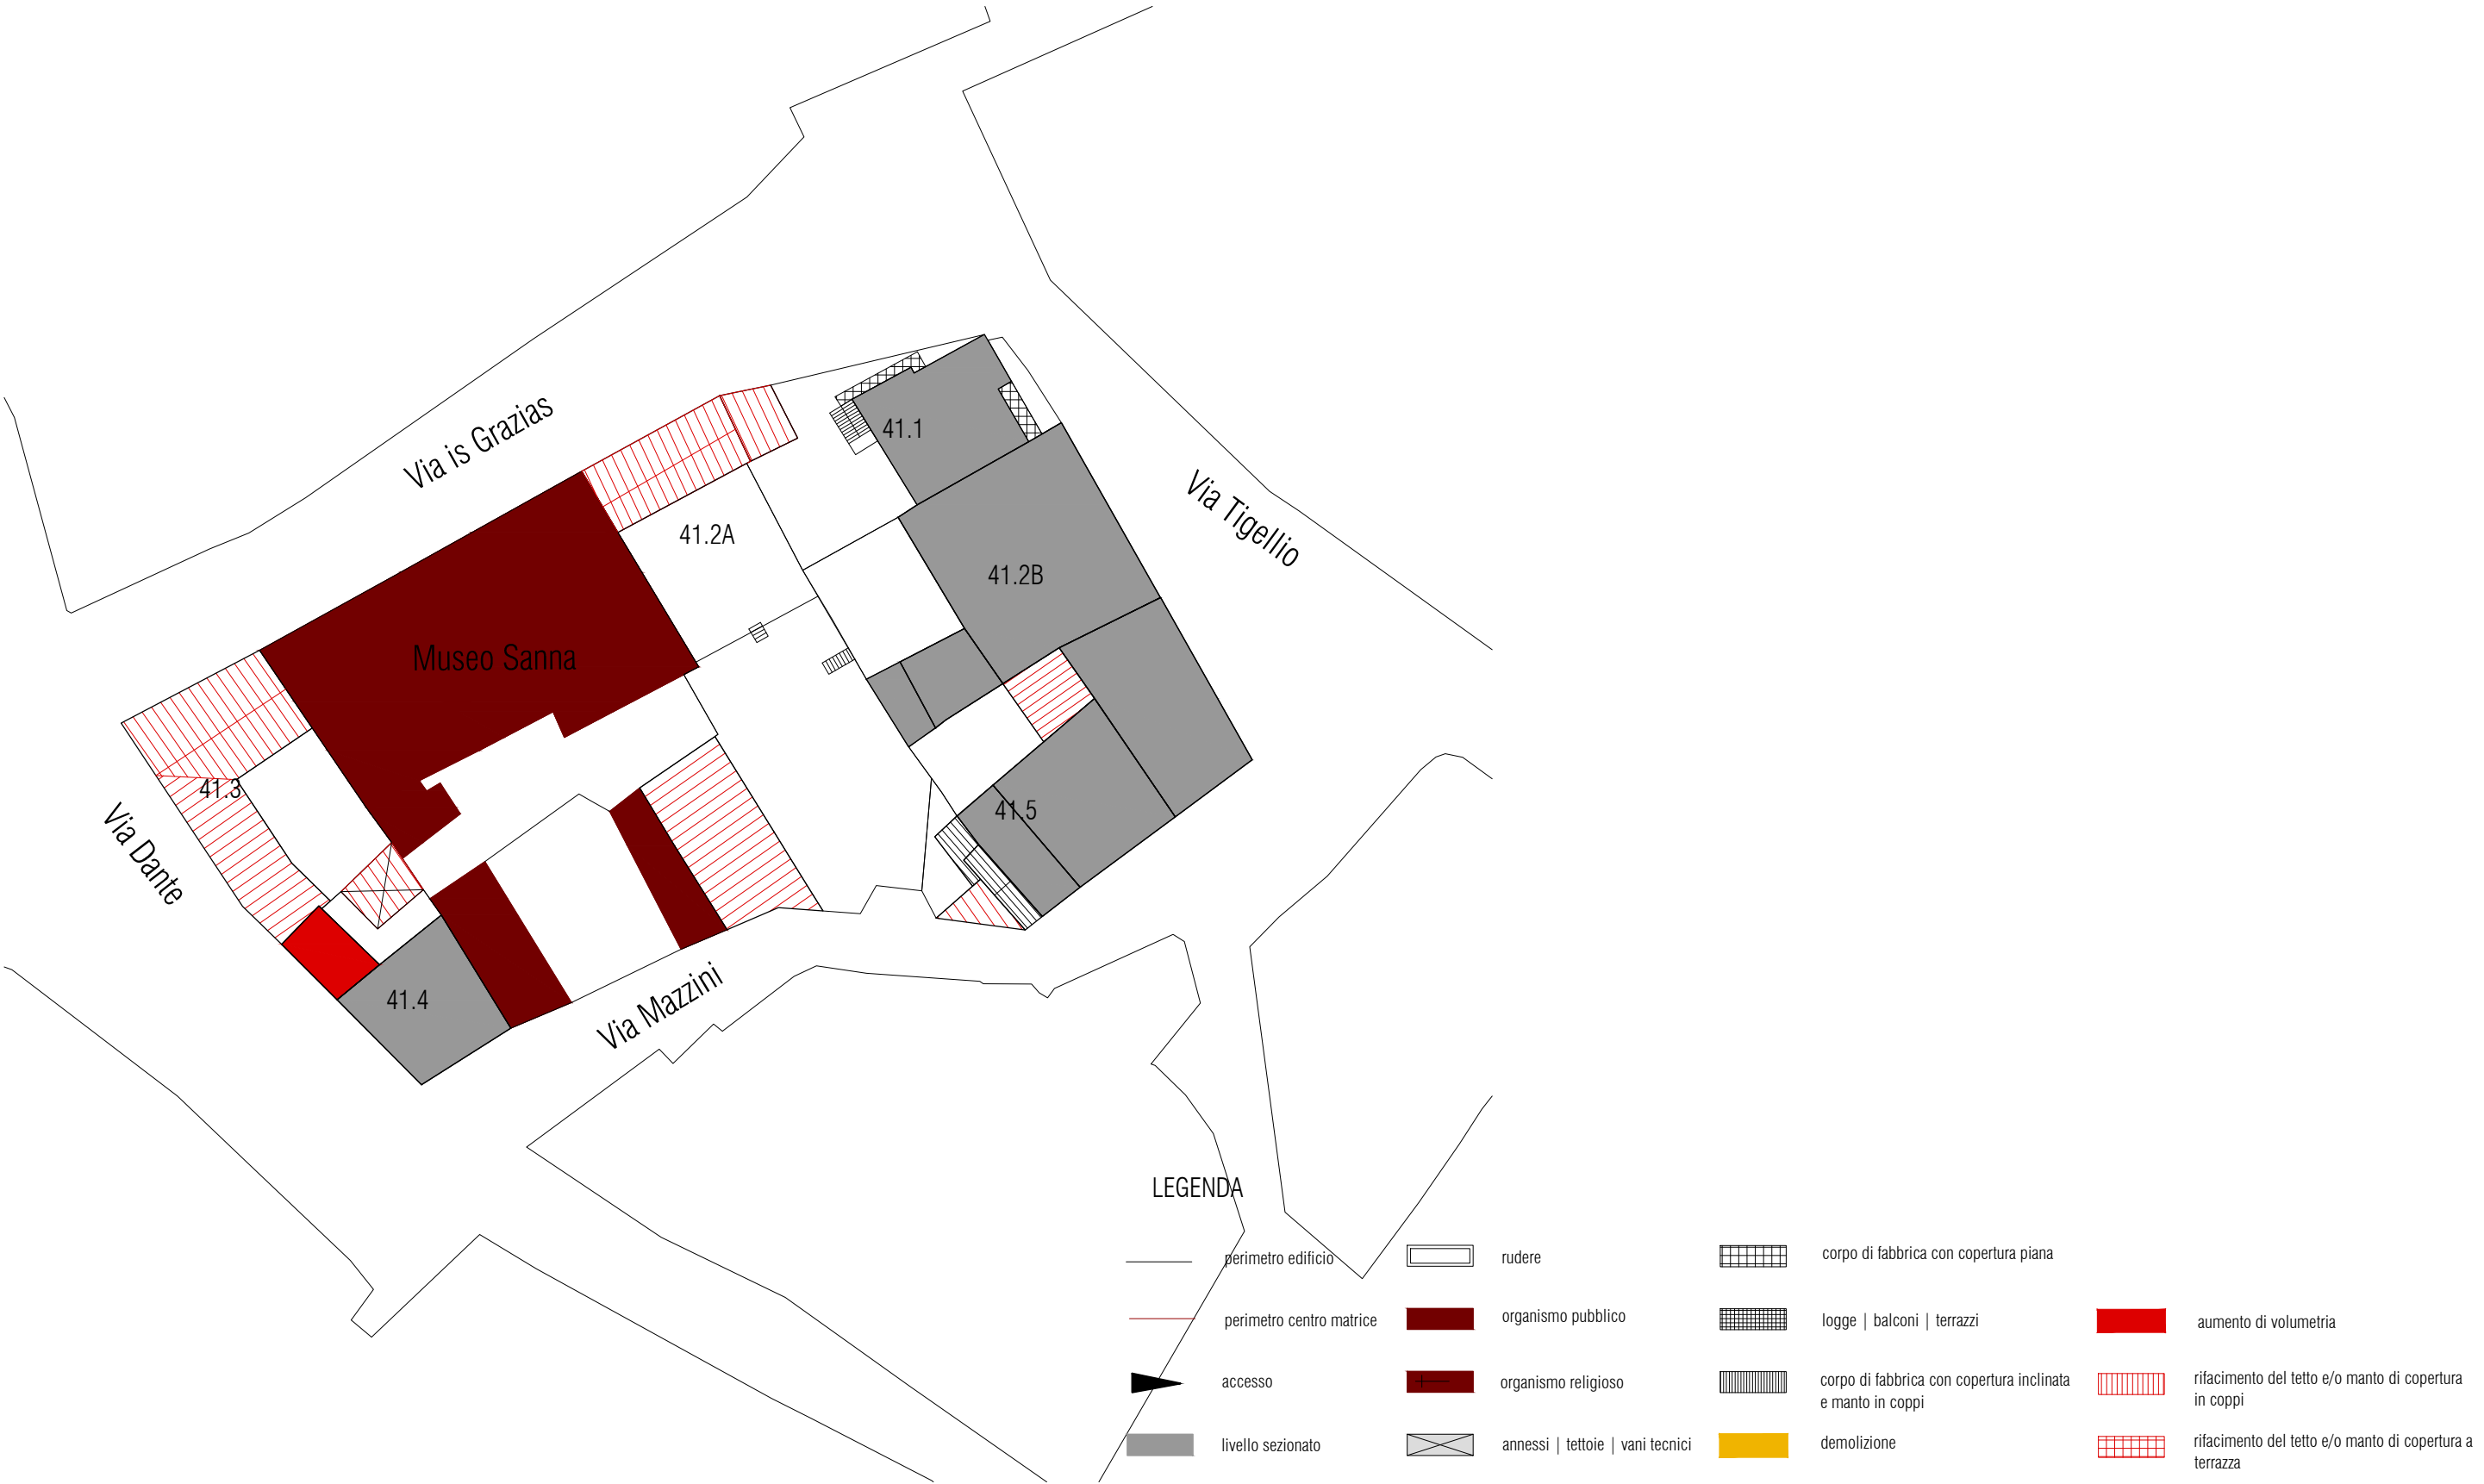 Via is Grazias
41.1
Via Tigellio
41.2A
41.2B
Museo Sanna
41.3
Via Dante
41.5
41.4
Via Mazzini
LEGENDA
perimetro edificio
rudere
corpo di fabbrica con copertura piana
perimetro centro matrice
organismo pubblico
logge | balconi | terrazzi
aumento di volumetria
accesso
organismo religioso
corpo di fabbrica con copertura inclinata
e manto in coppi
rifacimento del tetto e/o manto di copertura
in coppi
livello sezionato
annessi | tettoie | vani tecnici
demolizione
rifacimento del tetto e/o manto di copertura a
terrazza